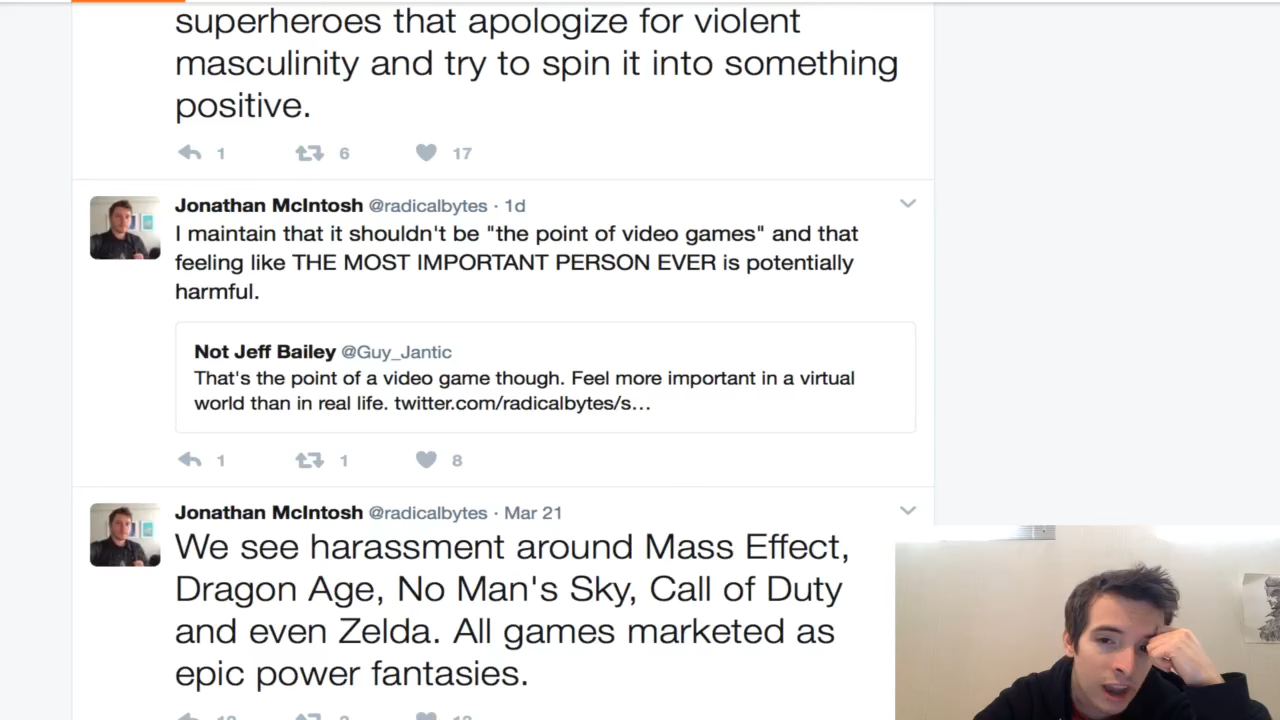 superheroes that apologize for violent
masculinity and try to spin it into something
positive.
1 6 17
Jonathan McIntosh @radicalbytes · 1d
I maintain that it shouldn't be "the point of video games" and that
feeling like THE MOST IMPORTANT PERSON EVER is potentially
harmful.
Not Jeff Bailey @Guy_Jantic
That's the point of a video game though. Feel more important in a virtual
world than in real life. twitter.com/radicalbytes/s…
1 1 8
Jonathan McIntosh @radicalbytes · Mar 21
We see harassment around Mass Effect,
Dragon Age, No Man's Sky, Call of Duty
and even Zelda. All games marketed as
epic power fantasies.